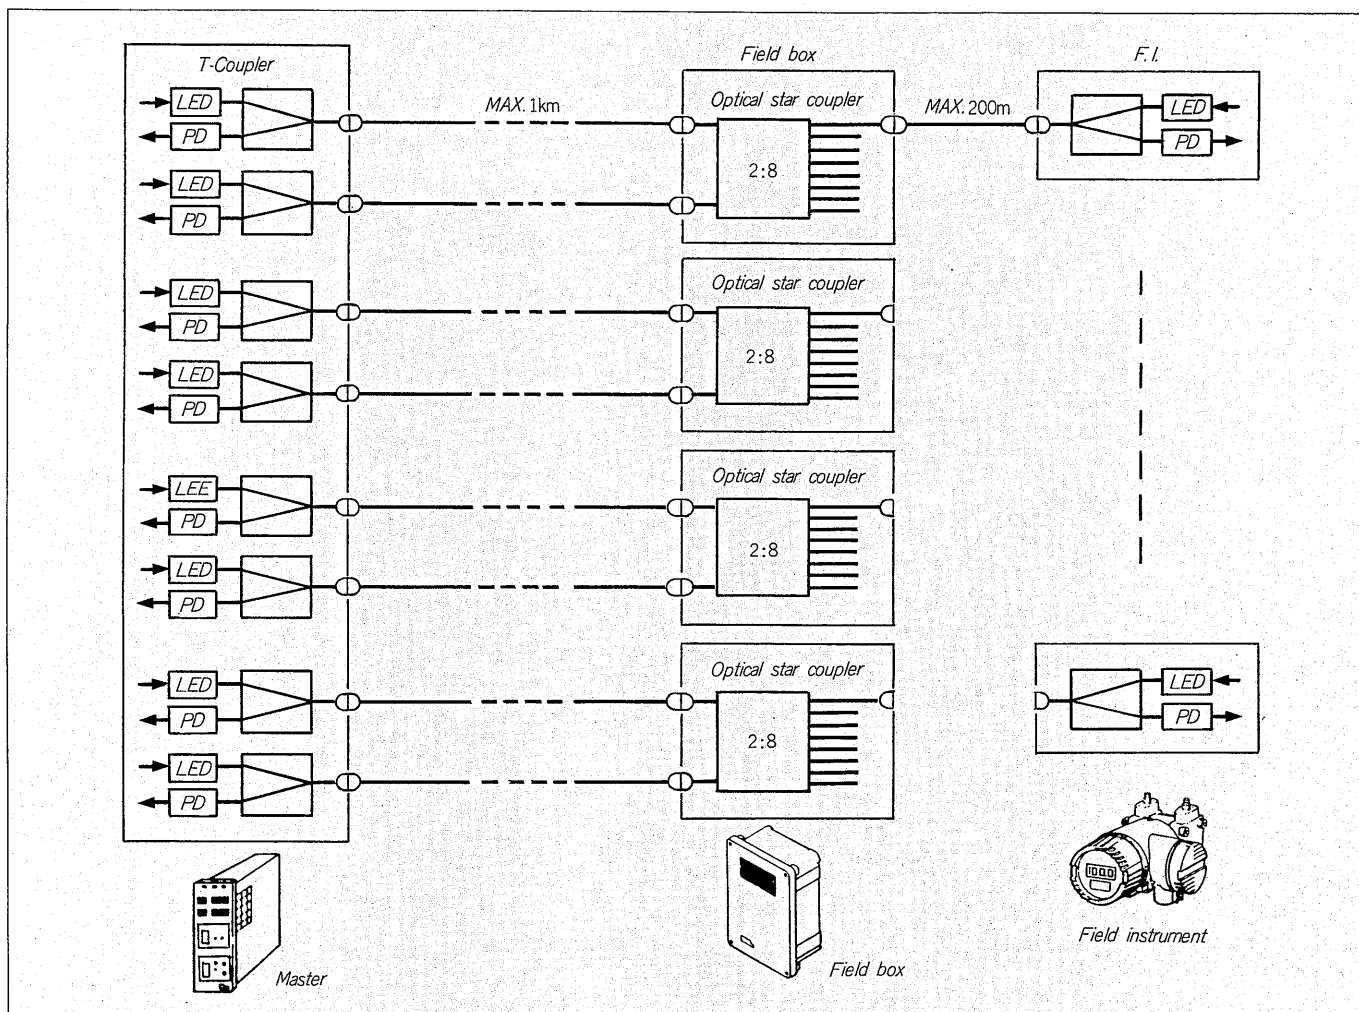 T-Coupler
Field box
F.I.
LED
PD
MAX. 1km
Optical star coupler
MAX. 200m
LED
PD
2:8
LED
PD
LED
PD
Optical star coupler
2:8
LED
PD
LEE
PD
Optical star coupler
2:8
LED
PD
LED
PD
Optical star coupler
LED
PD
2:8
LED
PD
1000
Master
Field box
Field instrument